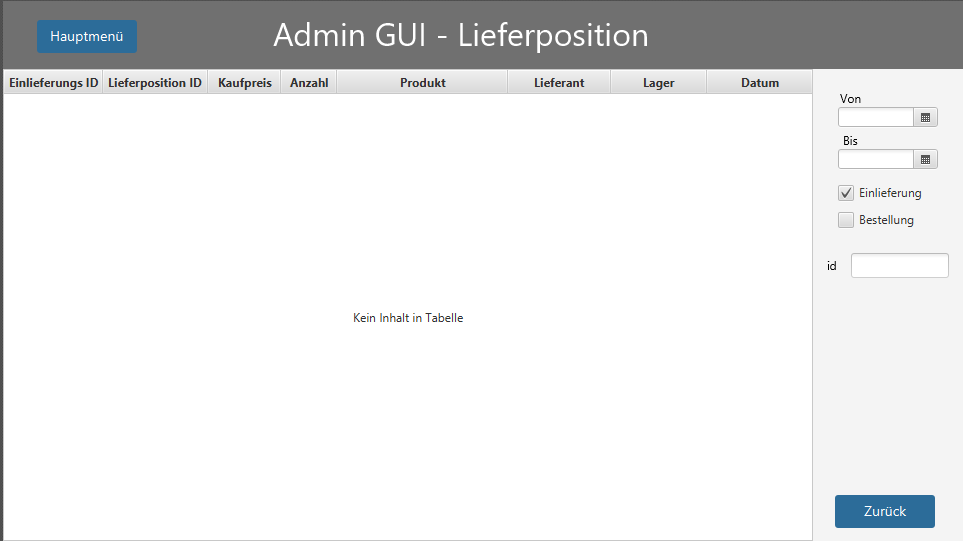 Hauptmenü
Admin GUI - Lieferposition
Einlieferungs ID Lieferposition ID Kaufpreis Anzahl Produkt Lieferant Lager Datum
Von
Bis
Einlieferung
Bestellung
id
Kein Inhalt in Tabelle
Zurück